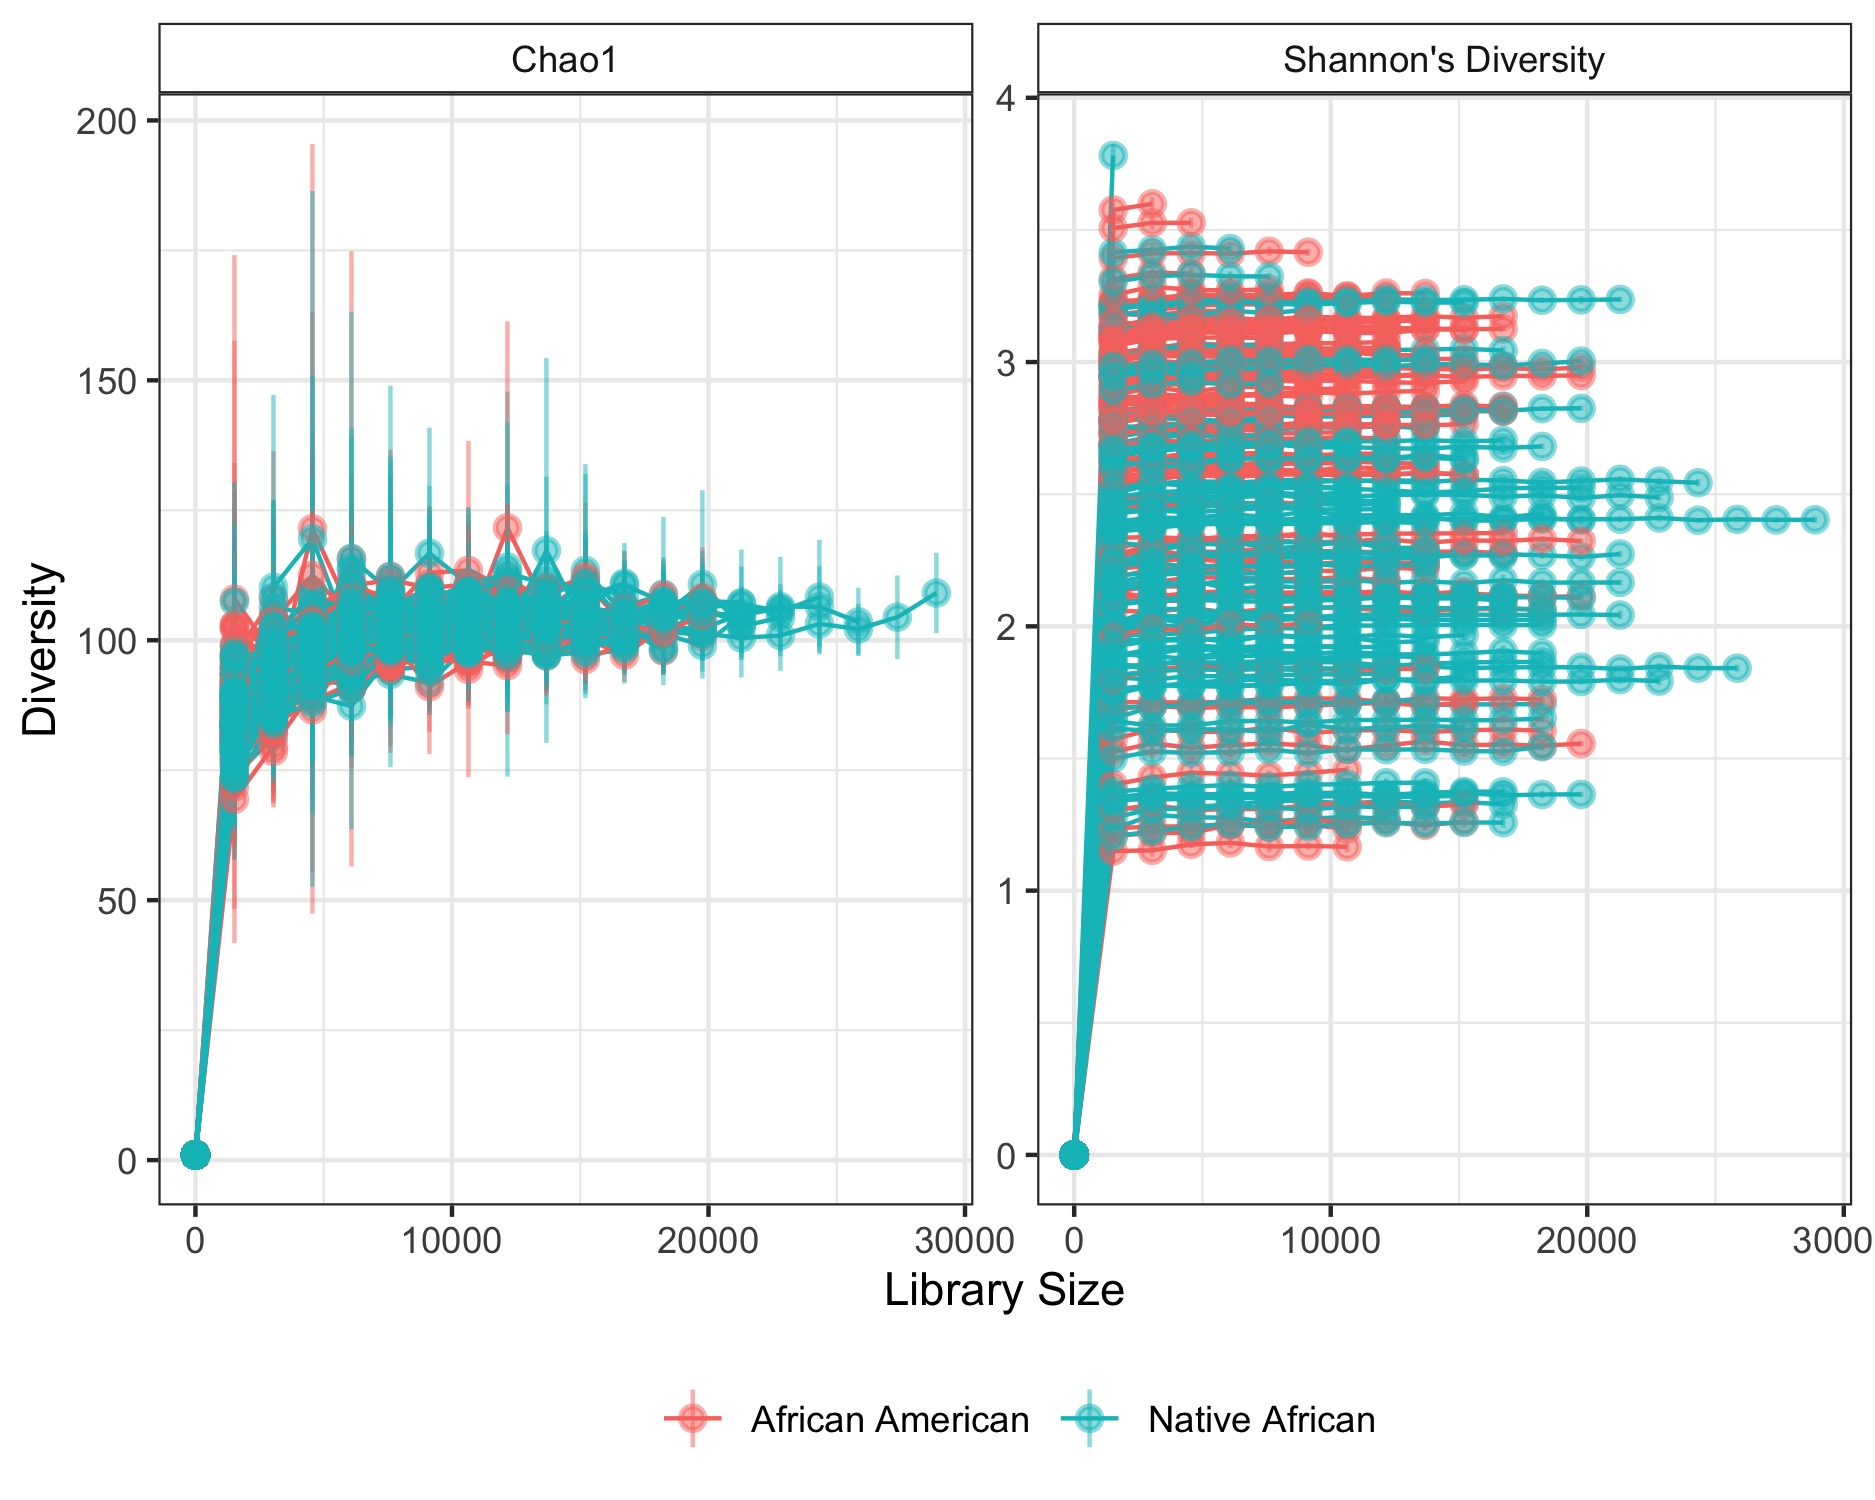 Chao1
Shannon's Diversity
Diversity
200
150
100
50
0
4
3
2
1
0
0 10000 20000 30000
0 10000 20000 3000
Library Size
African American Native African